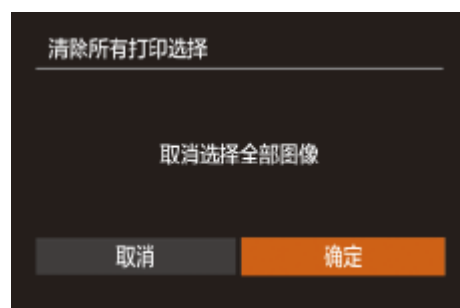 清除所有打印选择
取消选择全部图像
取消
确定